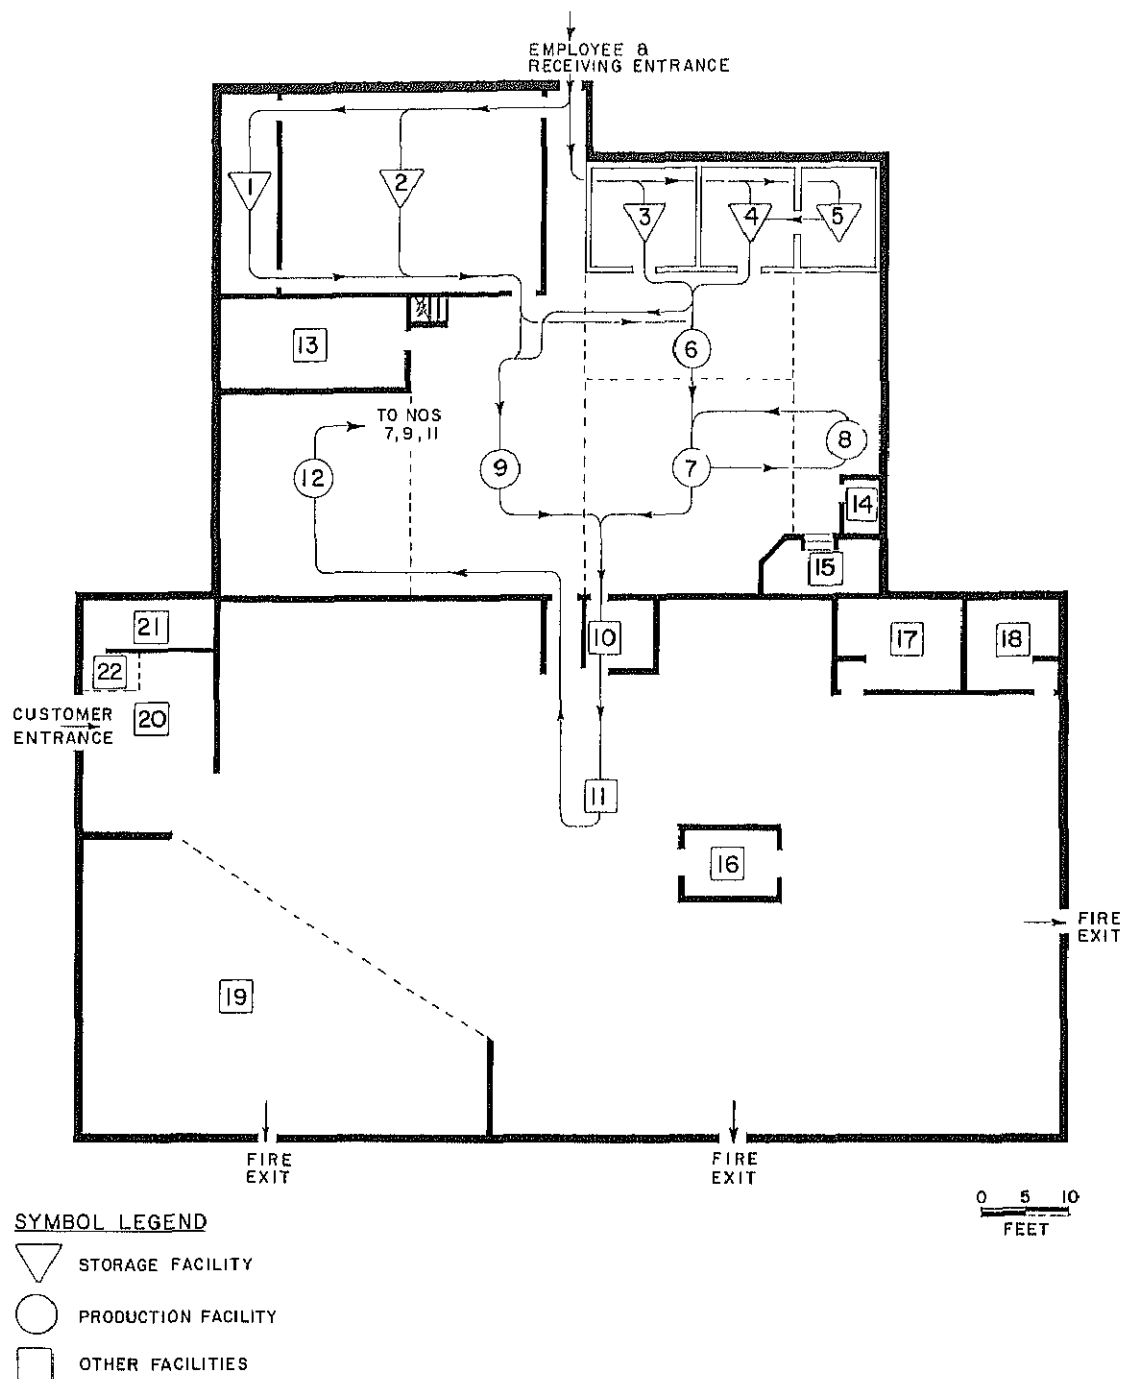 EMPLOYEE &
RECEIVING ENTRANCE
1
2
3
4
5
13
6
TO NOS
7, 9, 11
8
12
9
7
14
15
21
10
17
18
22
CUSTOMER
ENTRANCE
20
11
16
FIRE
EXIT
19
FIRE
EXIT
FIRE
EXIT
0 5 10
FEET
SYMBOL LEGEND
STORAGE FACILITY
PRODUCTION FACILITY
OTHER FACILITIES